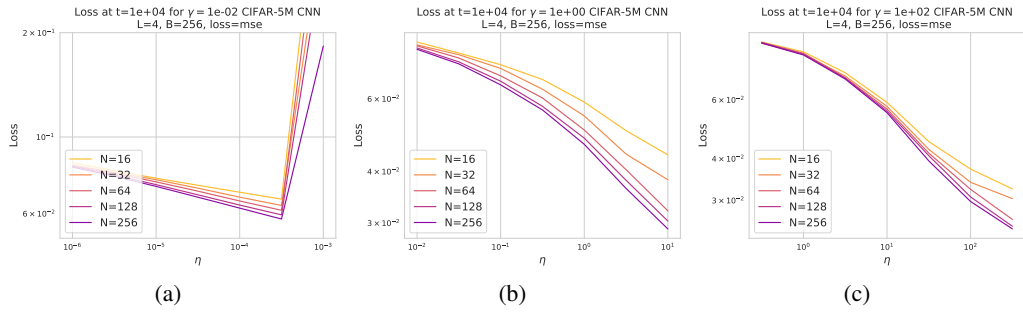 Loss at t=1e+04 for γ = 1e-02 CIFAR-5M CNN
L=4, B=256, loss=mse
2 × 10⁻¹
10⁻¹
6 × 10⁻²
Loss
N=16
N=32
N=64
N=128
N=256
10⁻⁶
10⁻⁵
10⁻⁴
10⁻³
η
(a)
Loss at t=1e+04 for γ = 1e+00 CIFAR-5M CNN
L=4, B=256, loss=mse
6 × 10⁻²
4 × 10⁻²
3 × 10⁻²
Loss
N=16
N=32
N=64
N=128
N=256
10⁻²
10⁻¹
10⁰
10¹
η
(b)
Loss at t=1e+04 for γ = 1e+02 CIFAR-5M CNN
L=4, B=256, loss=mse
6 × 10⁻²
4 × 10⁻²
3 × 10⁻²
Loss
N=16
N=32
N=64
N=128
N=256
10⁰
10¹
10²
η
(c)